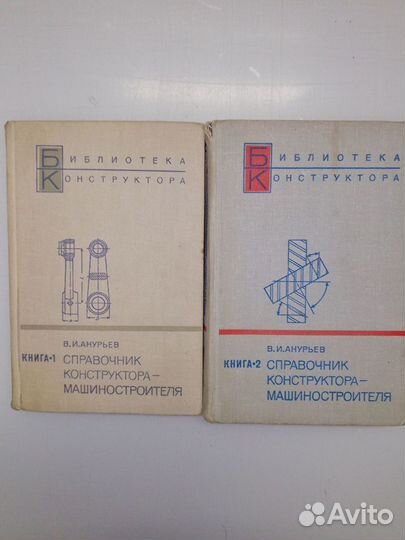 БИБЛИОТЕКА
КОНСТРУКТОРА
В.И.АНУРЬЕВ
КНИГА·1 СПРАВОЧНИК
КОНСТРУКТОРА—
МАШИНОСТРОИТЕЛЯ
БИБЛИОТЕКА
КОНСТРУКТОРА
В.И.АНУРЬЕВ
КНИГА·2 СПРАВОЧНИК
КОНСТРУКТОРА—
МАШИНОСТРОИТЕЛЯ
Avito